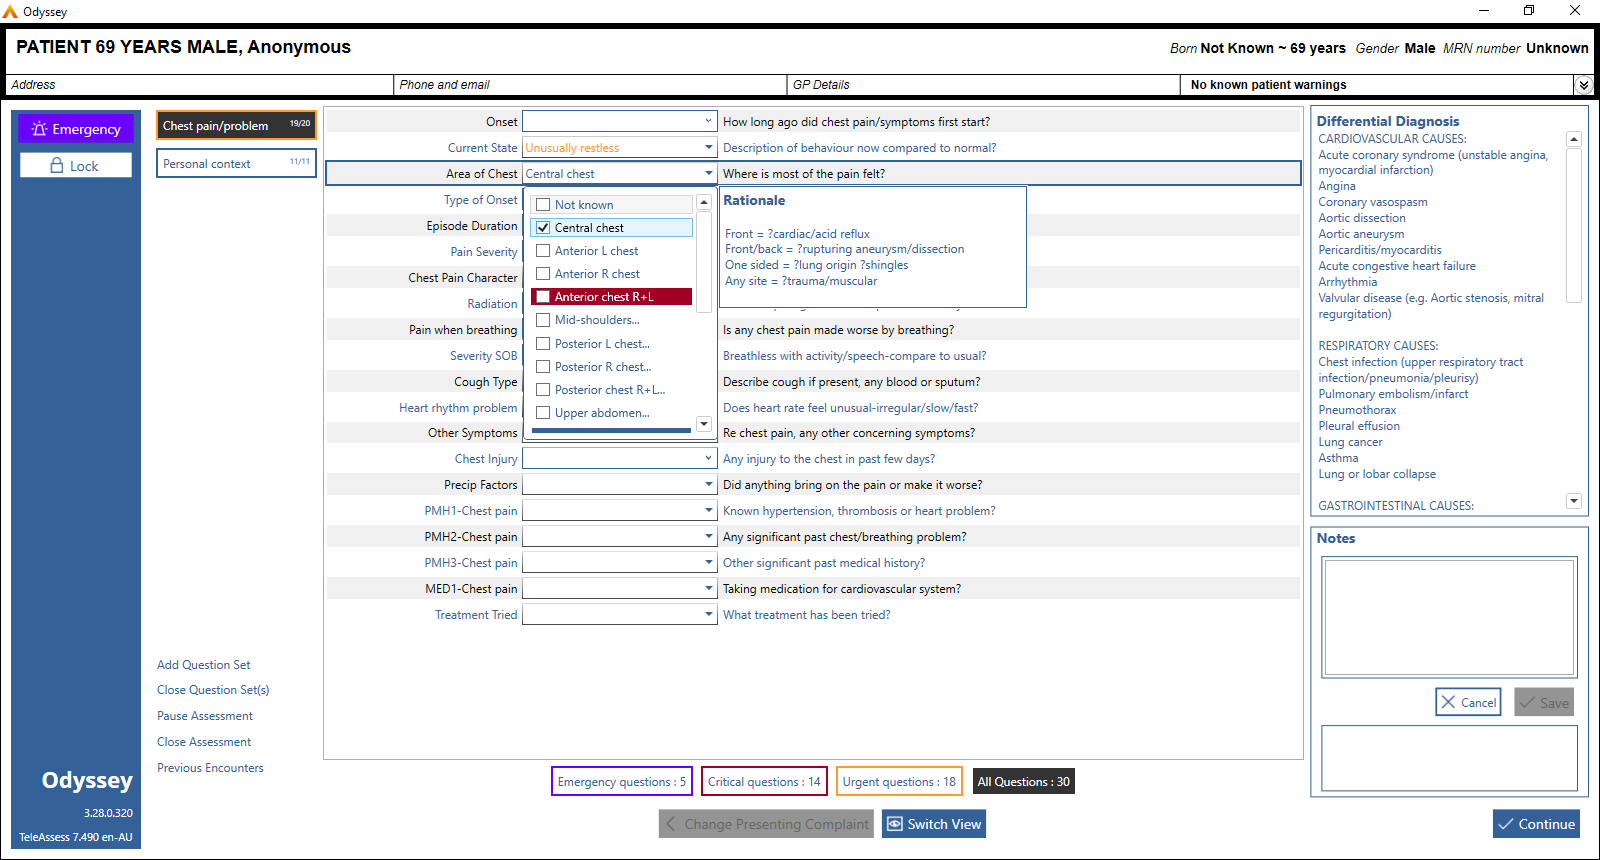 Odyssey
PATIENT 69 YEARS MALE, Anonymous
Born Not Known ~ 69 years Gender Male MRN number Unknown
Address
Phone and email
GP Details
No known patient warnings
Emergency
Lock
Chest pain/problem 19/20
Personal context 11/11
Onset How long ago did chest pain/symptoms first start?
Current State Unusually restless Description of behaviour now compared to normal?
Area of Chest Central chest Where is most of the pain felt?
Type of Onset
Episode Duration
Pain Severity
Chest Pain Character
Radiation
Pain when breathing Is any chest pain made worse by breathing?
Severity SOB Breathless with activity/speech-compare to usual?
Cough Type Describe cough if present, any blood or sputum?
Heart rhythm problem Does heart rate feel unusual-irregular/slow/fast?
Other Symptoms Re chest pain, any other concerning symptoms?
Chest Injury Any injury to the chest in past few days?
Precip Factors Did anything bring on the pain or make it worse?
PMH1-Chest pain Known hypertension, thrombosis or heart problem?
PMH2-Chest pain Any significant past chest/breathing problem?
PMH3-Chest pain Other significant past medical history?
MED1-Chest pain Taking medication for cardiovascular system?
Treatment Tried What treatment has been tried?
Not known
Central chest
Anterior L chest
Anterior R chest
Anterior chest R+L
Mid-shoulders...
Posterior L chest...
Posterior R chest...
Posterior chest R+L...
Upper abdomen...
Rationale
Front = ?cardiac/acid reflux
Front/back = ?rupturing aneurysm/dissection
One sided = ?lung origin ?shingles
Any site = ?trauma/muscular
Differential Diagnosis
CARDIOVASCULAR CAUSES:
Acute coronary syndrome (unstable angina,
myocardial infarction)
Angina
Coronary vasospasm
Aortic dissection
Aortic aneurysm
Pericarditis/myocarditis
Acute congestive heart failure
Arrhythmia
Valvular disease (e.g. Aortic stenosis, mitral
regurgitation)
RESPIRATORY CAUSES:
Chest infection (upper respiratory tract
infection/pneumonia/pleurisy)
Pulmonary embolism/infarct
Pneumothorax
Pleural effusion
Lung cancer
Asthma
Lung or lobar collapse
GASTROINTESTINAL CAUSES:
Notes
Cancel
Save
Add Question Set
Close Question Set(s)
Pause Assessment
Close Assessment
Previous Encounters
Odyssey
3.28.0.320
TeleAssess 7.490 en-AU
Emergency questions : 5
Critical questions : 14
Urgent questions : 18
All Questions : 30
Change Presenting Complaint
Switch View
Continue